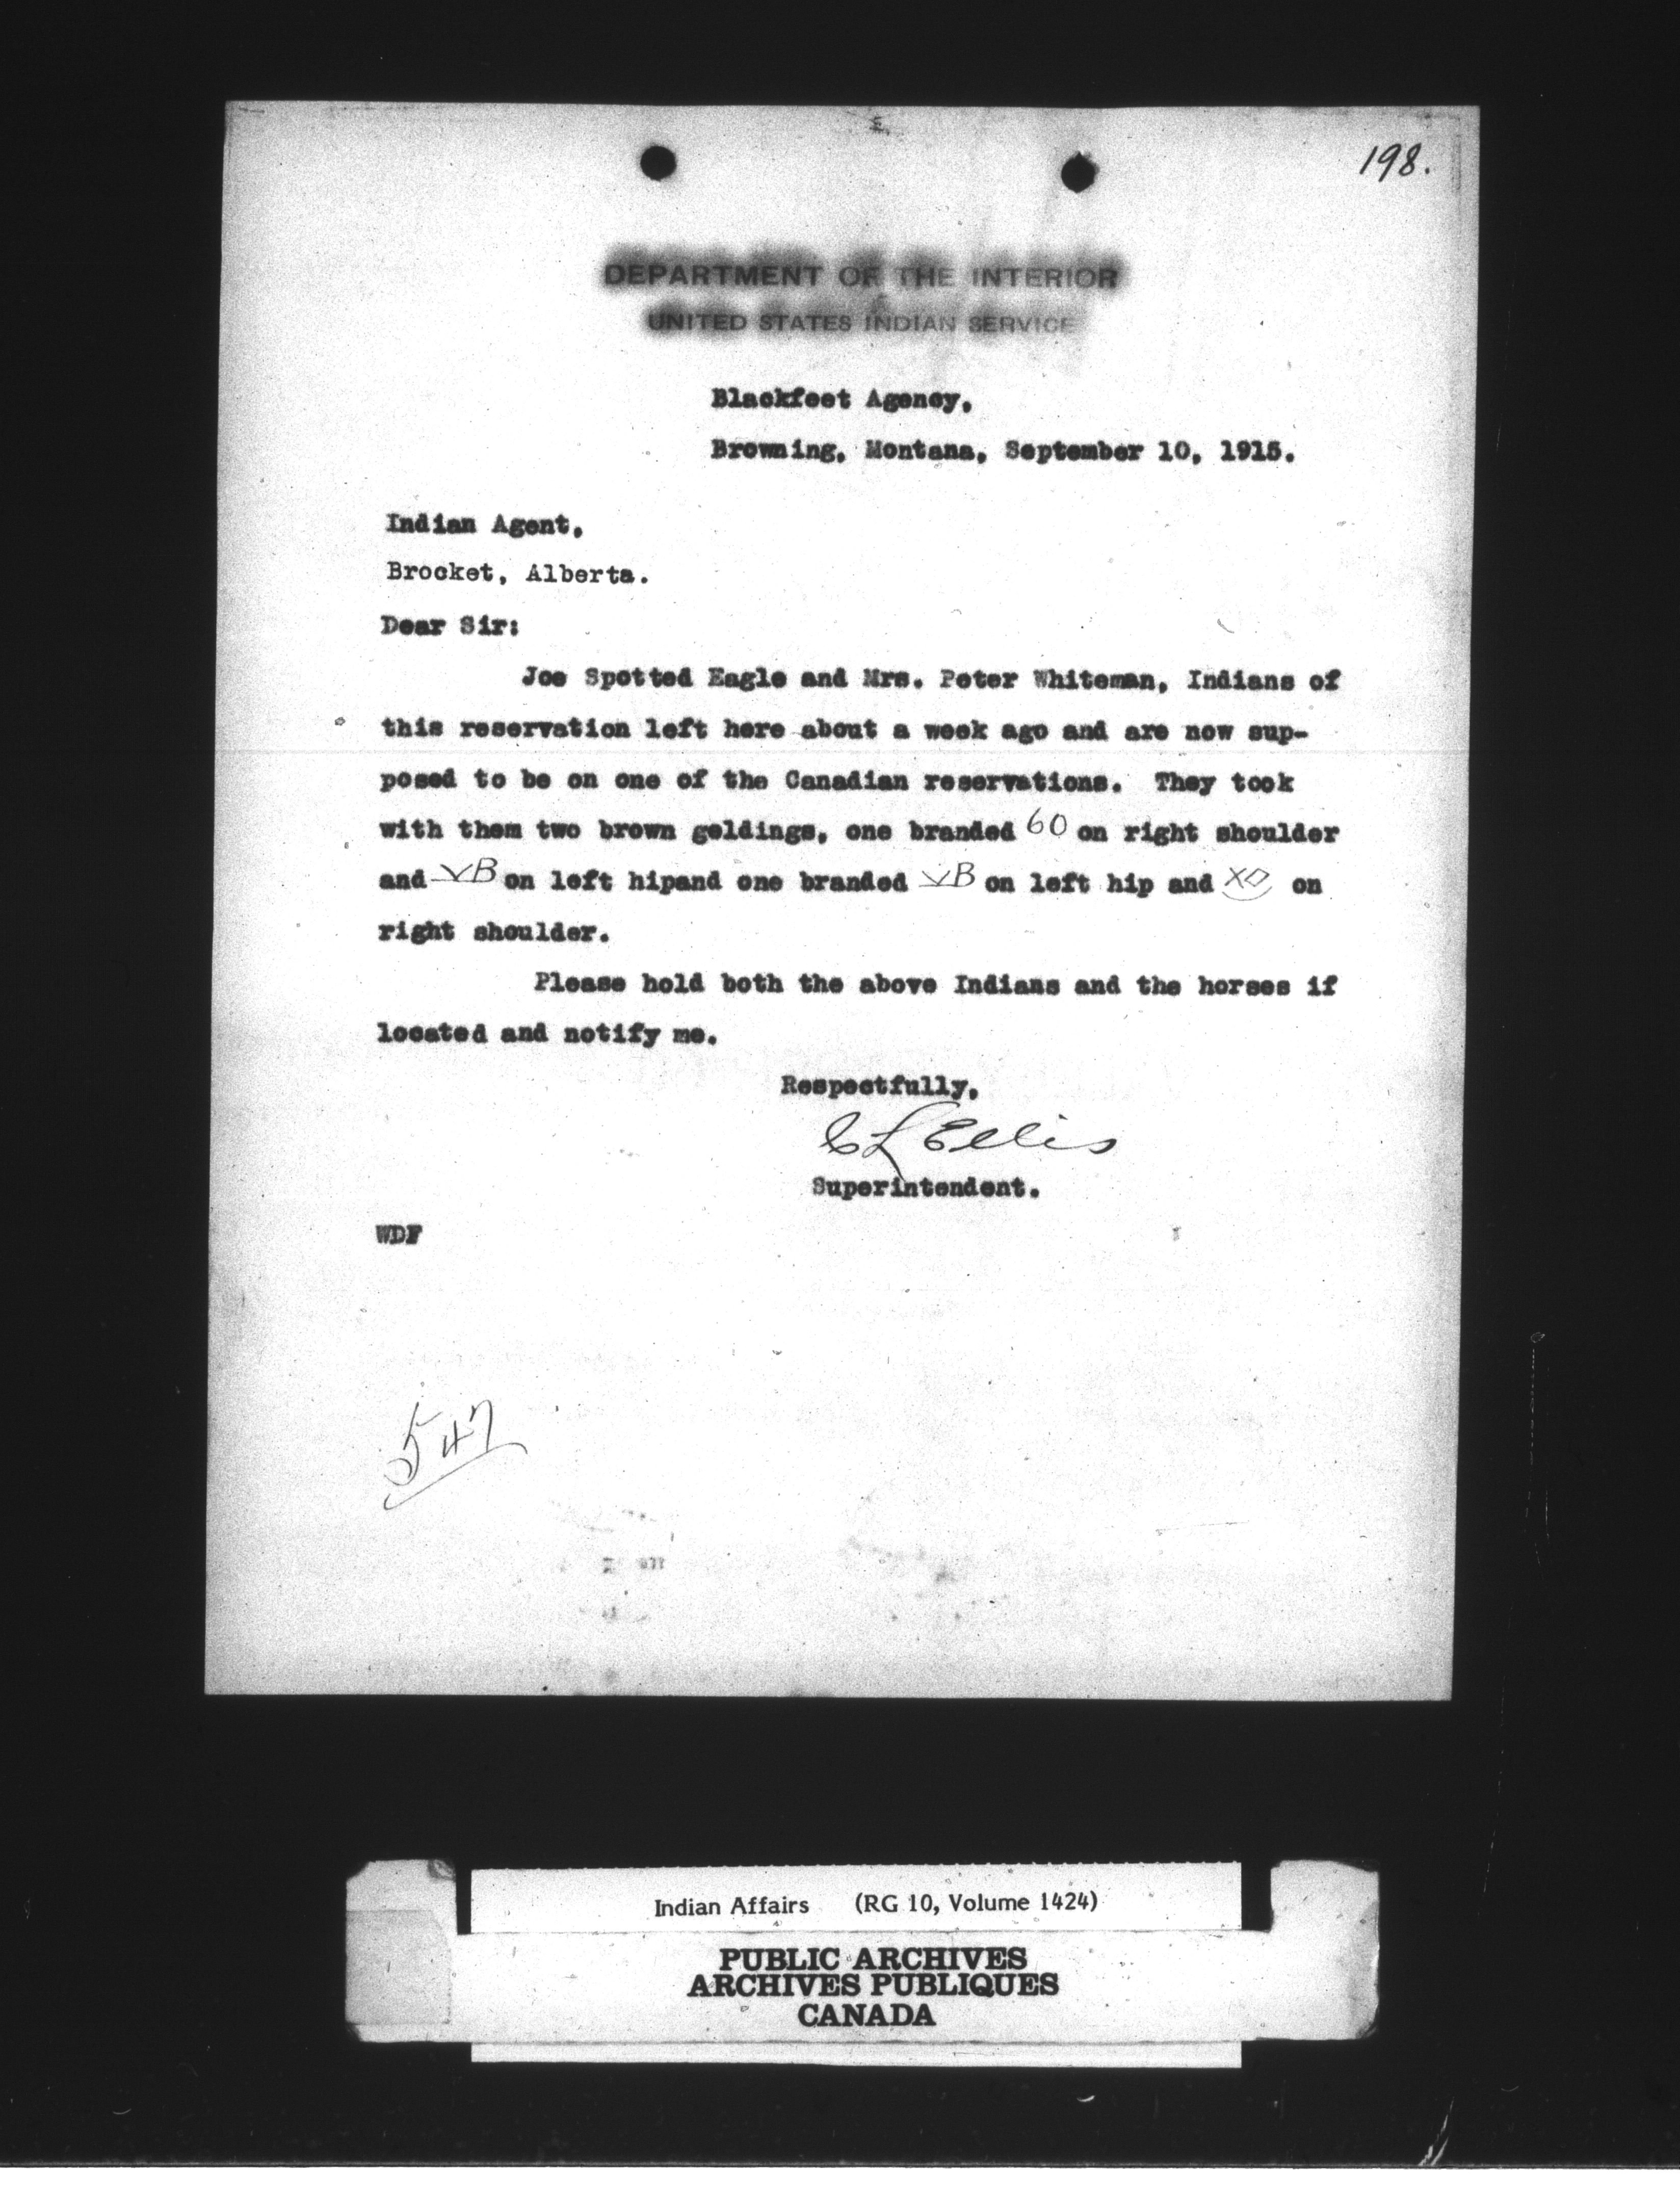 198.
DEPARTMENT OF THE INTERIOR
UNITED STATES INDIAN SERVICE
Blackfeet Agency,
Browning, Montana, September 10, 1915.
Indian Agent,
Brocket, Alberta.
Dear Sir:
Joe Spotted Eagle and Mrs. Peter Whiteman, Indians of
this reservation left here about a week ago and are now sup-
posed to be on one of the Canadian reservations. They took
with them two brown geldings, one branded 60 on right shoulder
and VB on left hipand one branded VB on left hip and XO on
right shoulder.
Please hold both the above Indians and the horses if
located and notify me.
Respectfully,
C L Ellis
Superintendent.
WDF
547
Indian Affairs (RG 10, Volume 1424)
PUBLIC ARCHIVES
ARCHIVES PUBLIQUES
CANADA